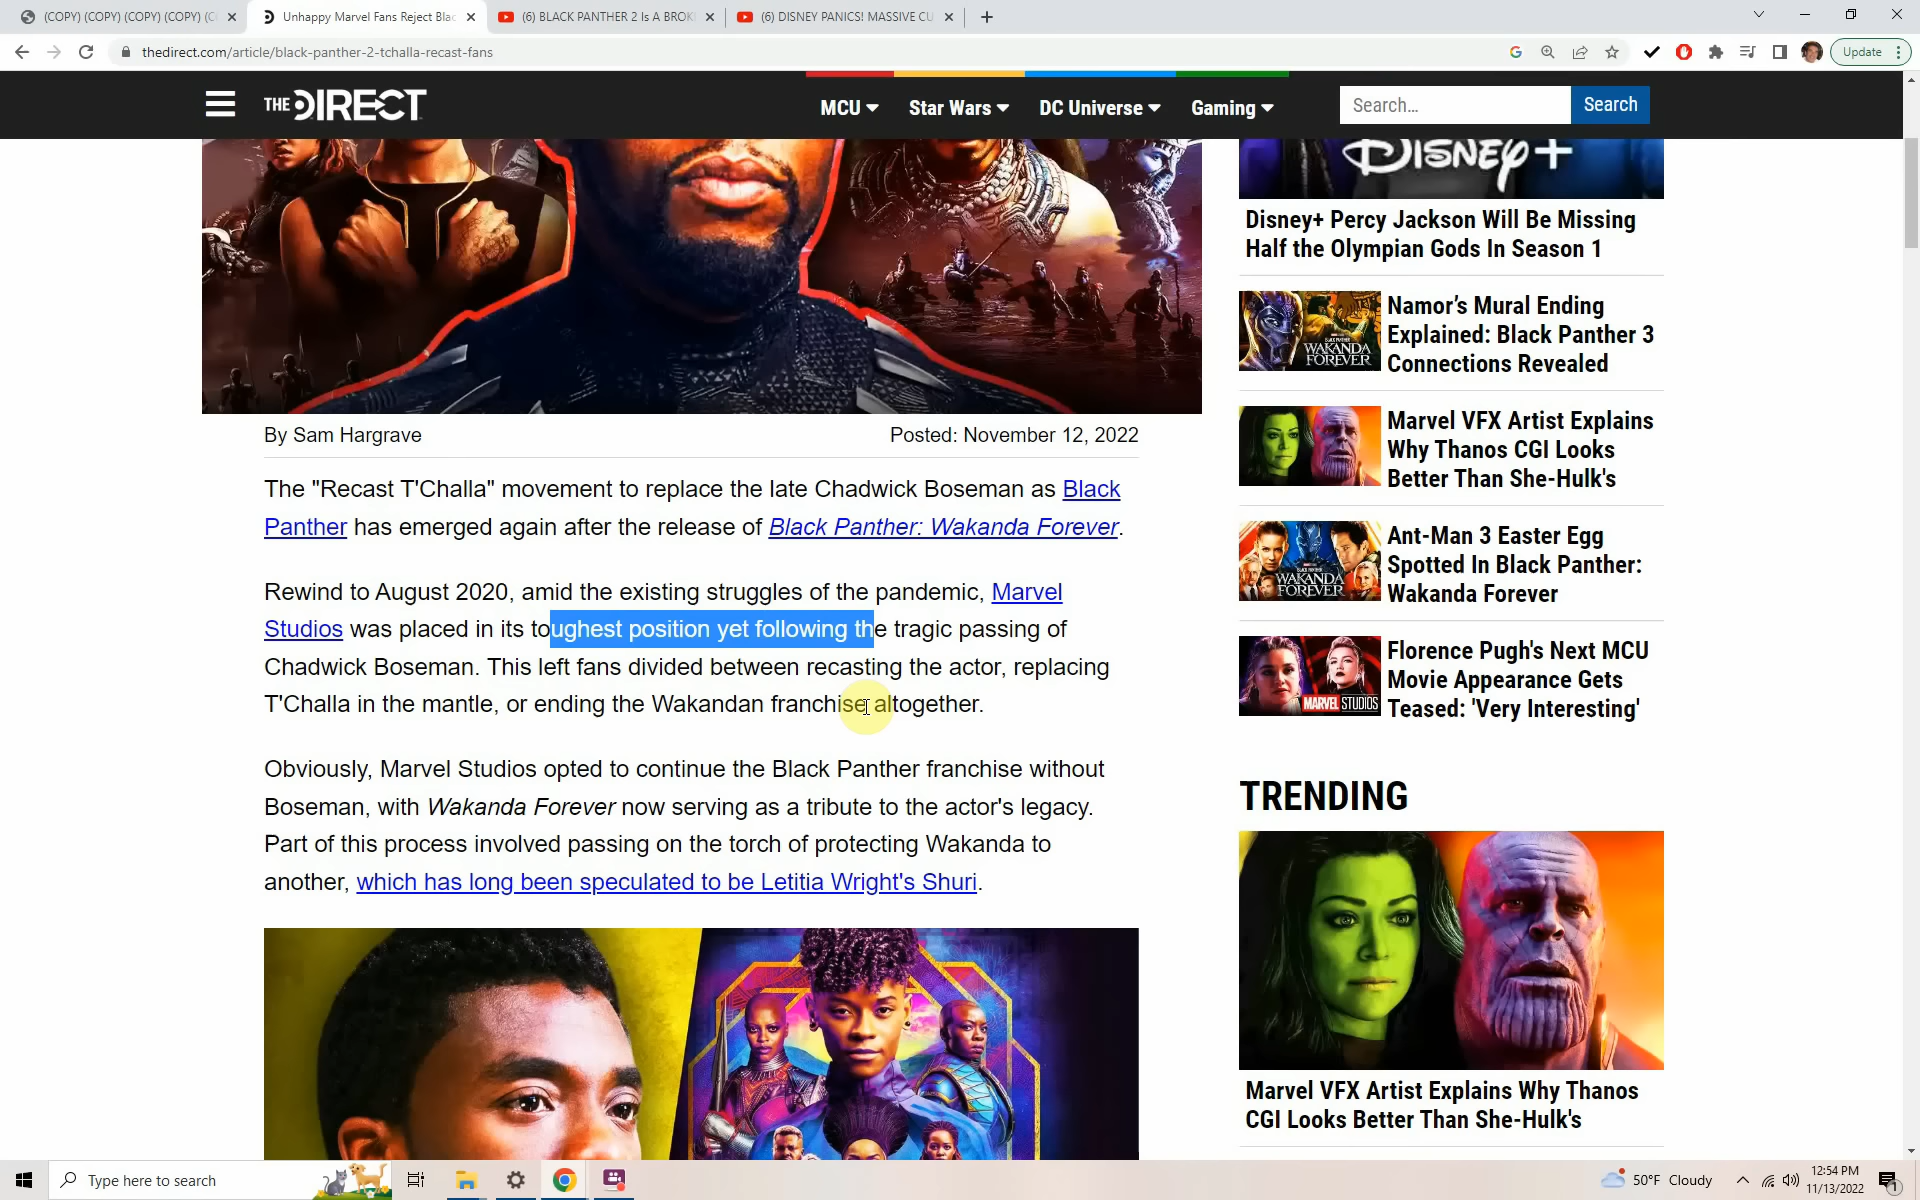 (COPY) (COPY) (COPY) (COPY) (C
Unhappy Marvel Fans Reject Blac
(6) BLACK PANTHER 2 Is A BROK
(6) DISNEY PANICS! MASSIVE CU
thedirect.com/article/black-panther-2-tchalla-recast-fans
Update
THE DIRECT
MCU
Star Wars
DC Universe
Gaming
Search...
Search
DISNEY+
Disney+ Percy Jackson Will Be Missing
Half the Olympian Gods In Season 1
WAKANDA
FOREVER
Namor's Mural Ending
Explained: Black Panther 3
Connections Revealed
Marvel VFX Artist Explains
Why Thanos CGI Looks
Better Than She-Hulk's
WAKANDA
FOREVER
Ant-Man 3 Easter Egg
Spotted In Black Panther:
Wakanda Forever
MARVEL STUDIOS
Florence Pugh's Next MCU
Movie Appearance Gets
Teased: 'Very Interesting'
TRENDING
Marvel VFX Artist Explains Why Thanos
CGI Looks Better Than She-Hulk's
By Sam Hargrave
Posted: November 12, 2022
The "Recast T'Challa" movement to replace the late Chadwick Boseman as Black
Panther has emerged again after the release of Black Panther: Wakanda Forever.
Rewind to August 2020, amid the existing struggles of the pandemic, Marvel
Studios was placed in its toughest position yet following the tragic passing of
Chadwick Boseman. This left fans divided between recasting the actor, replacing
T'Challa in the mantle, or ending the Wakandan franchise altogether.
Obviously, Marvel Studios opted to continue the Black Panther franchise without
Boseman, with Wakanda Forever now serving as a tribute to the actor's legacy.
Part of this process involved passing on the torch of protecting Wakanda to
another, which has long been speculated to be Letitia Wright's Shuri.
Type here to search
50°F Cloudy
12:54 PM
11/13/2022
1